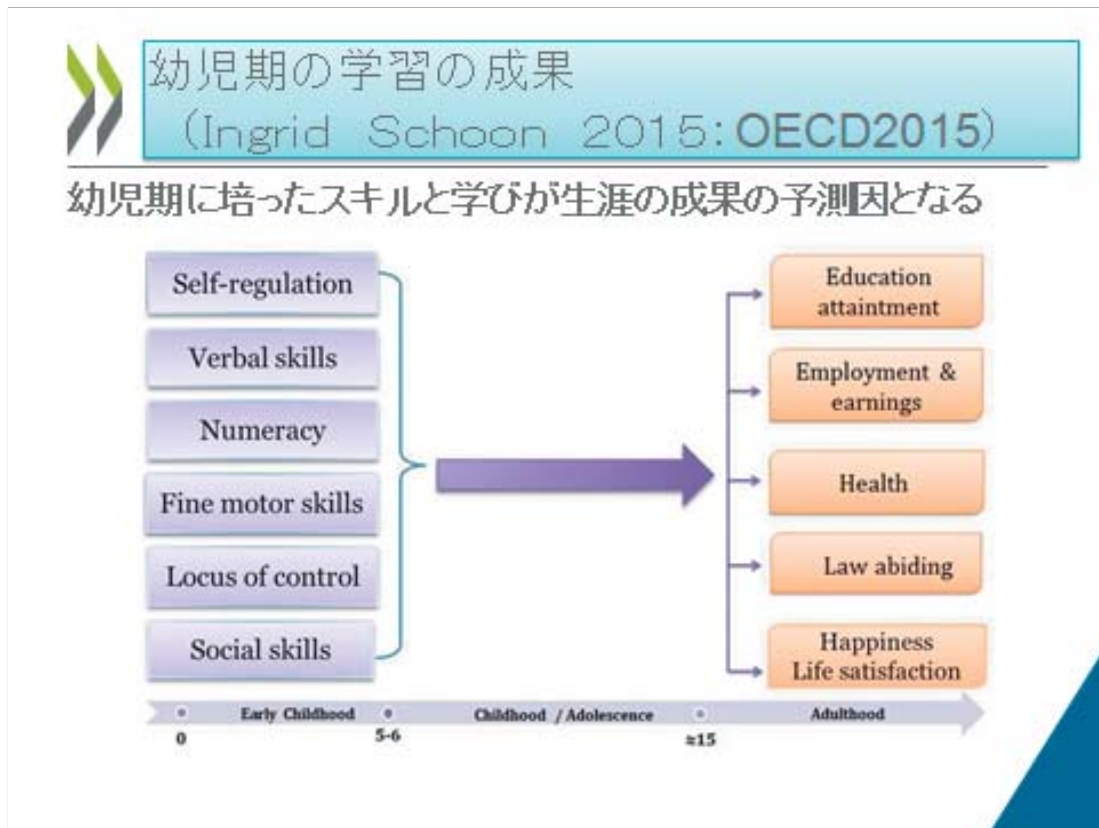 幼児期の学習の成果
(Ingrid Schoon 2015:OECD2015)
幼児期に培ったスキルと学びが生涯の成果の予測因となる
Self-regulation
Verbal skills
Numeracy
Fine motor skills
Locus of control
Social skills
Education
attaintment
Employment &
earnings
Health
Law abiding
Happiness
Life satisfaction
Early Childhood
Childhood / Adolescence
Adulthood
0
5-6
≈15